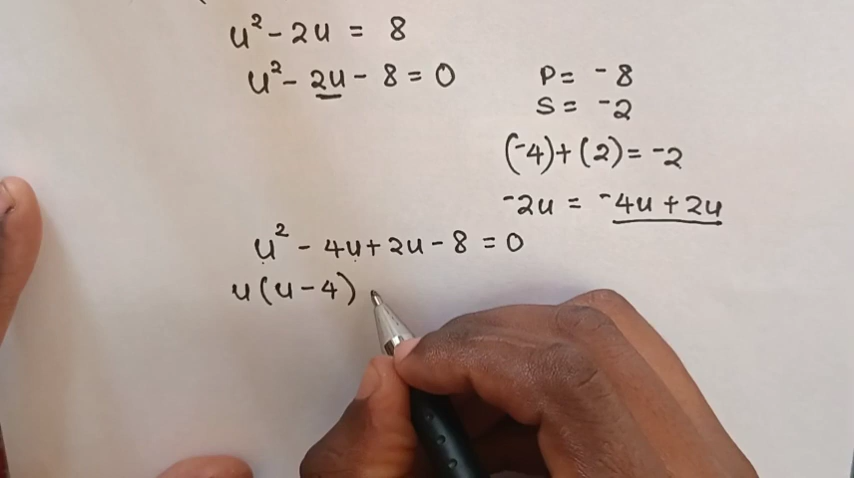 u² - 2u = 8
u² - 2u - 8 = 0
P = -8
S = -2
(-4) + (2) = -2
-2u = -4u + 2u
u² - 4u + 2u - 8 = 0
u(u - 4)